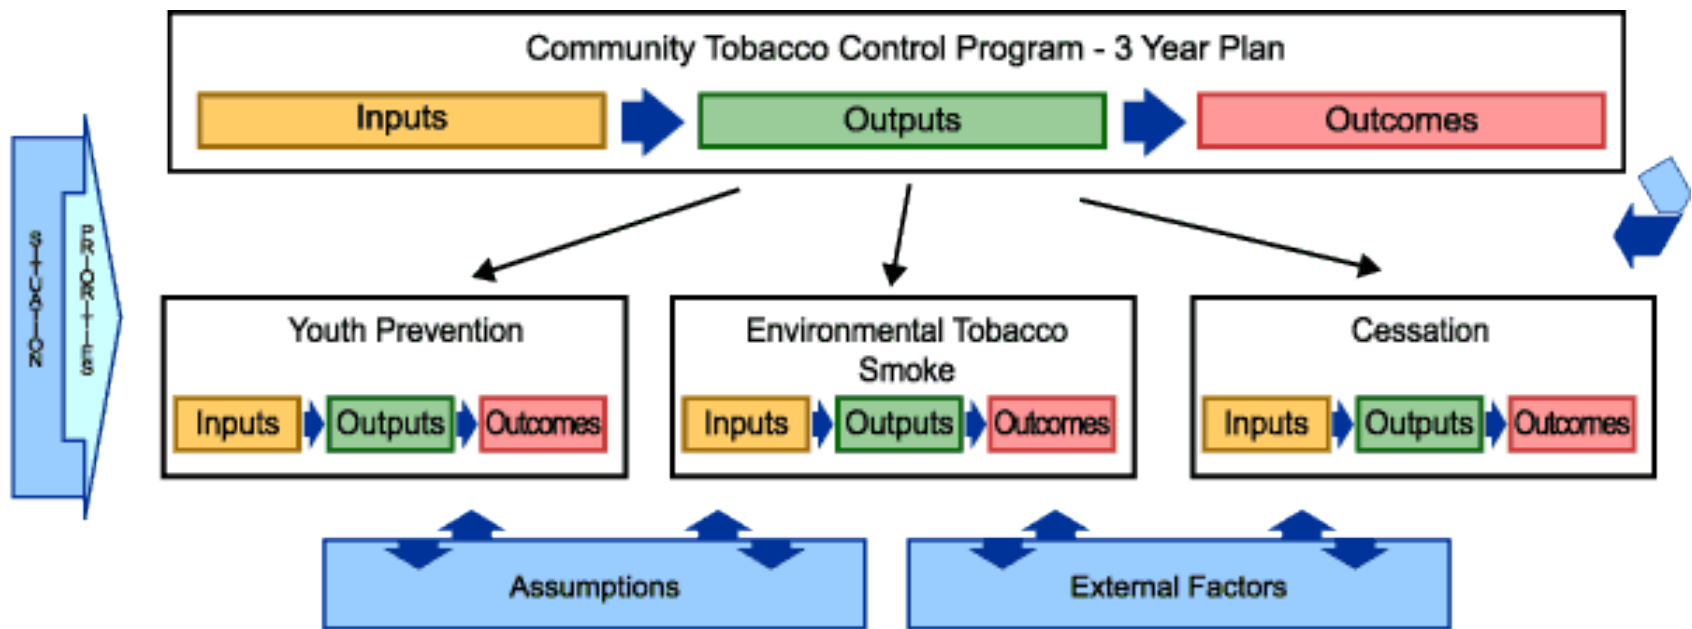 Community Tobacco Control Program - 3 Year Plan
Inputs
Outputs
Outcomes
SITUATION
PRIORITIES
Youth Prevention
Inputs
Outputs
Outcomes
Environmental Tobacco
Smoke
Inputs
Outputs
Outcomes
Cessation
Inputs
Outputs
Outcomes
Assumptions
External Factors